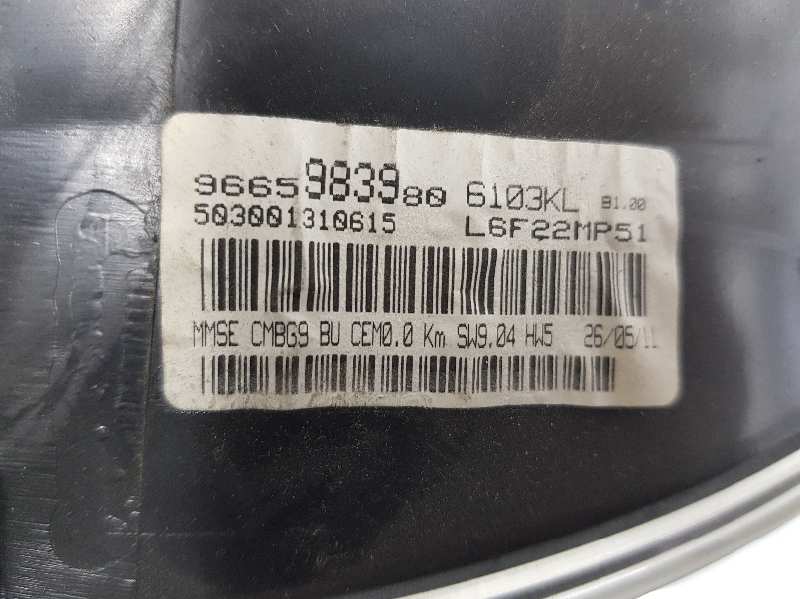 9665983980 6103KL B1.00
503001310615 L6F22MP51
MMSE CMBG9 BU CEM0.0 Km SW9.04 HW5 26/05/11